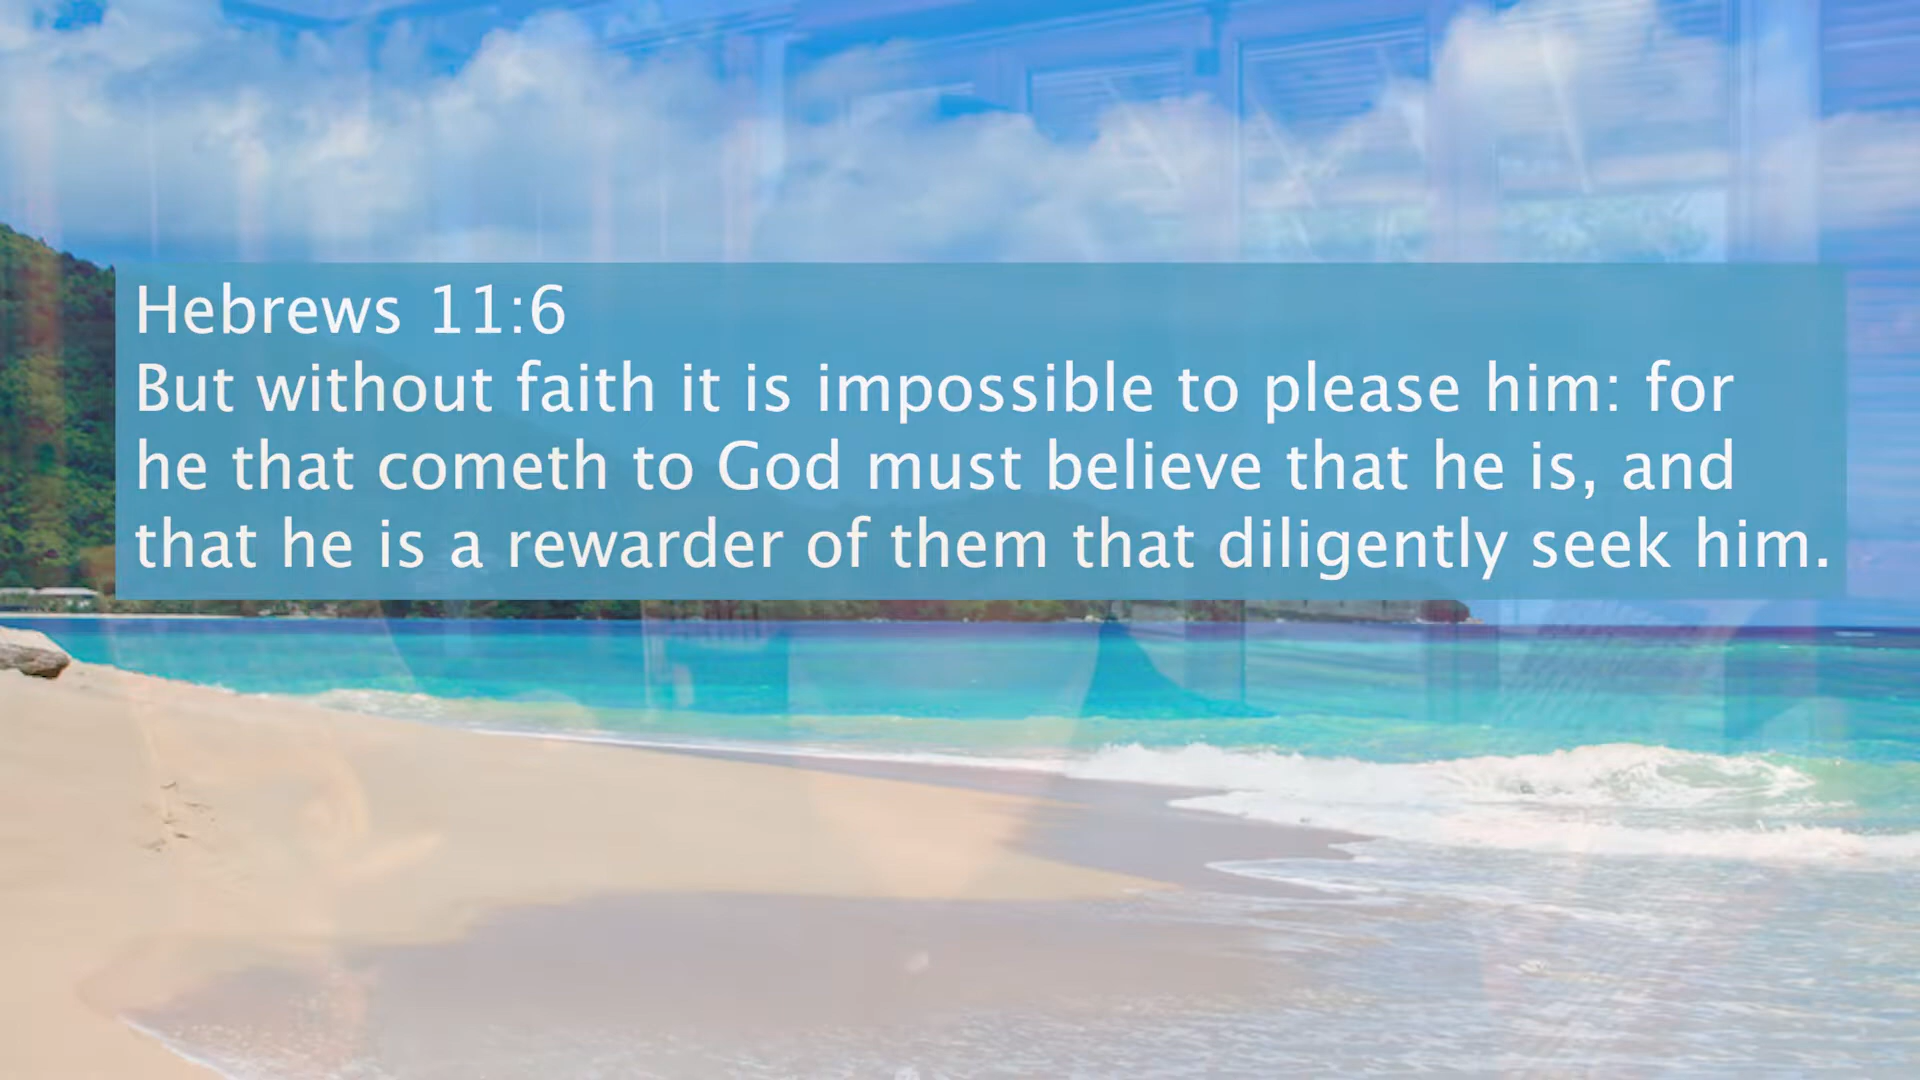 Hebrews 11:6
But without faith it is impossible to please him: for
he that cometh to God must believe that he is, and
that he is a rewarder of them that diligently seek him.